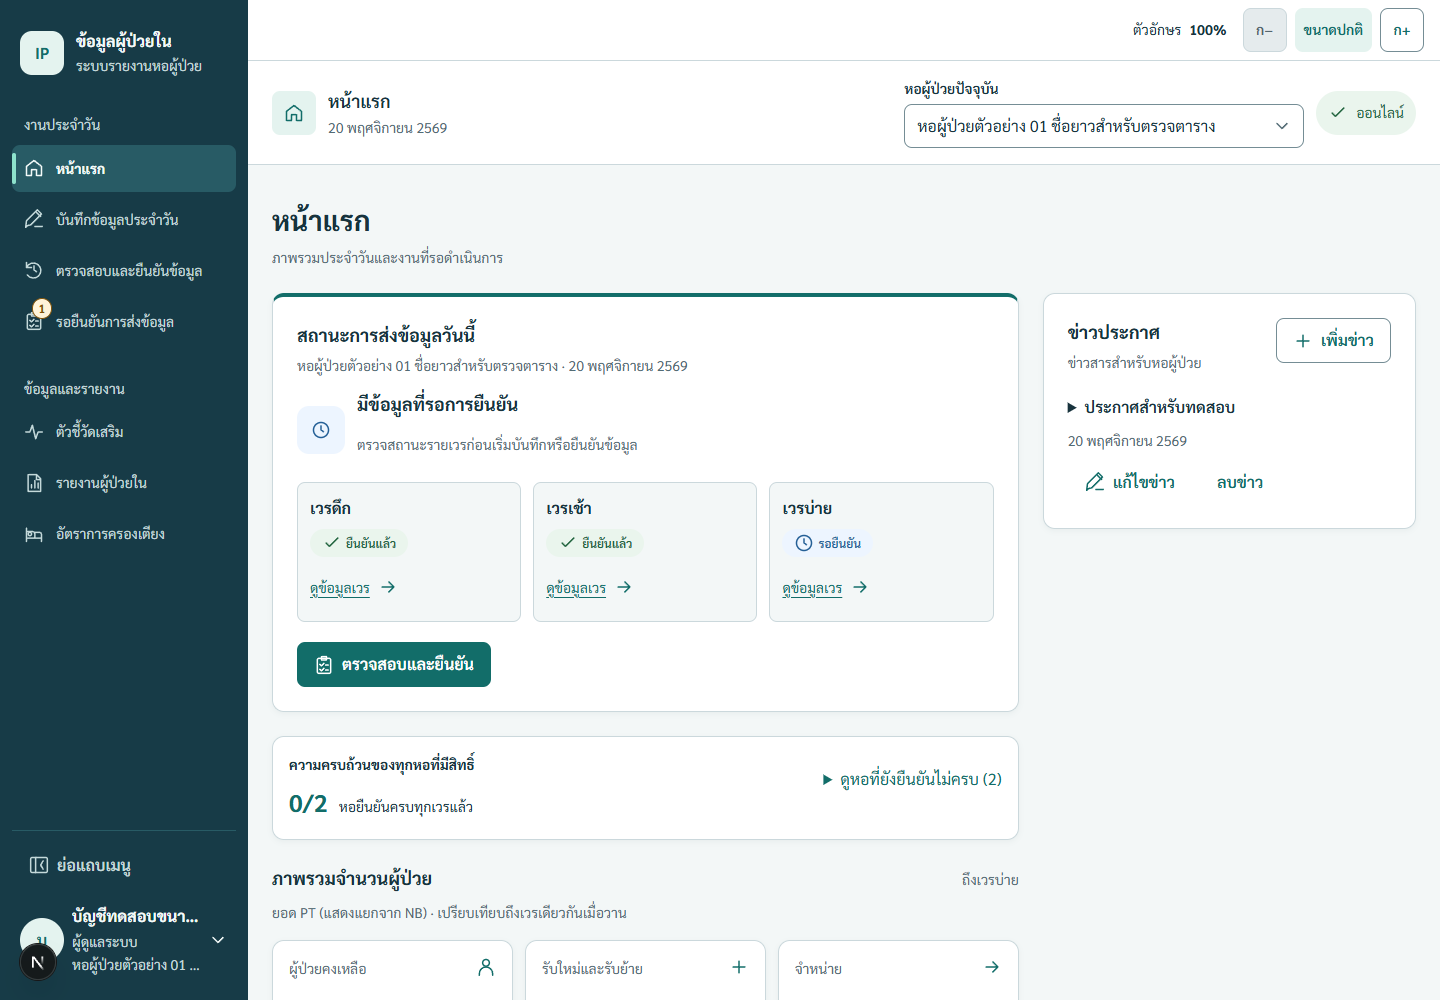 IP
ข้อมูลผู้ป่วยใน
ระบบรายงานหอผู้ป่วย
งานประจำวัน
หน้าแรก
บันทึกข้อมูลประจำวัน
ตรวจสอบและยืนยันข้อมูล
1
รอยืนยันการส่งข้อมูล
ข้อมูลและรายงาน
ตัวชี้วัดเสริม
รายงานผู้ป่วยใน
อัตราการครองเตียง
ย่อแถบเมนู
บัญชีทดสอบขนา...
ผู้ดูแลระบบ
หอผู้ป่วยตัวอย่าง 01 ...
N
ตัวอักษร 100%
ก−
ขนาดปกติ
ก+
หน้าแรก
20 พฤศจิกายน 2569
หอผู้ป่วยปัจจุบัน
หอผู้ป่วยตัวอย่าง 01 ชื่อยาวสำหรับตรวจตาราง
ออนไลน์
หน้าแรก
ภาพรวมประจำวันและงานที่รอดำเนินการ
สถานะการส่งข้อมูลวันนี้
หอผู้ป่วยตัวอย่าง 01 ชื่อยาวสำหรับตรวจตาราง · 20 พฤศจิกายน 2569
มีข้อมูลที่รอการยืนยัน
ตรวจสถานะรายเวรก่อนเริ่มบันทึกหรือยืนยันข้อมูล
เวรดึก
ยืนยันแล้ว
ดูข้อมูลเวร
เวรเช้า
ยืนยันแล้ว
ดูข้อมูลเวร
เวรบ่าย
รอยืนยัน
ดูข้อมูลเวร
ตรวจสอบและยืนยัน
ข่าวประกาศ
ข่าวสารสำหรับหอผู้ป่วย
เพิ่มข่าว
ประกาศสำหรับทดสอบ
20 พฤศจิกายน 2569
แก้ไขข่าว
ลบข่าว
ความครบถ้วนของทุกหอที่มีสิทธิ์
0/2 หอยืนยันครบทุกเวรแล้ว
ดูหอที่ยังยืนยันไม่ครบ (2)
ภาพรวมจำนวนผู้ป่วย
ถึงเวรบ่าย
ยอด PT (แสดงแยกจาก NB) · เปรียบเทียบถึงเวรเดียวกันเมื่อวาน
ผู้ป่วยคงเหลือ
รับใหม่และรับย้าย
จำหน่าย